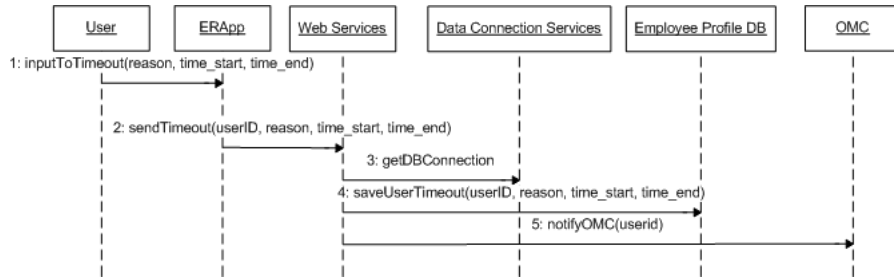 User
ERApp
Web Services
Data Connection Services
Employee Profile DB
OMC
1: inputToTimeout(reason, time_start, time_end)
2: sendTimeout(userID, reason, time_start, time_end)
3: getDBConnection
4: saveUserTimeout(userID, reason, time_start, time_end)
5: notifyOMC(userid)